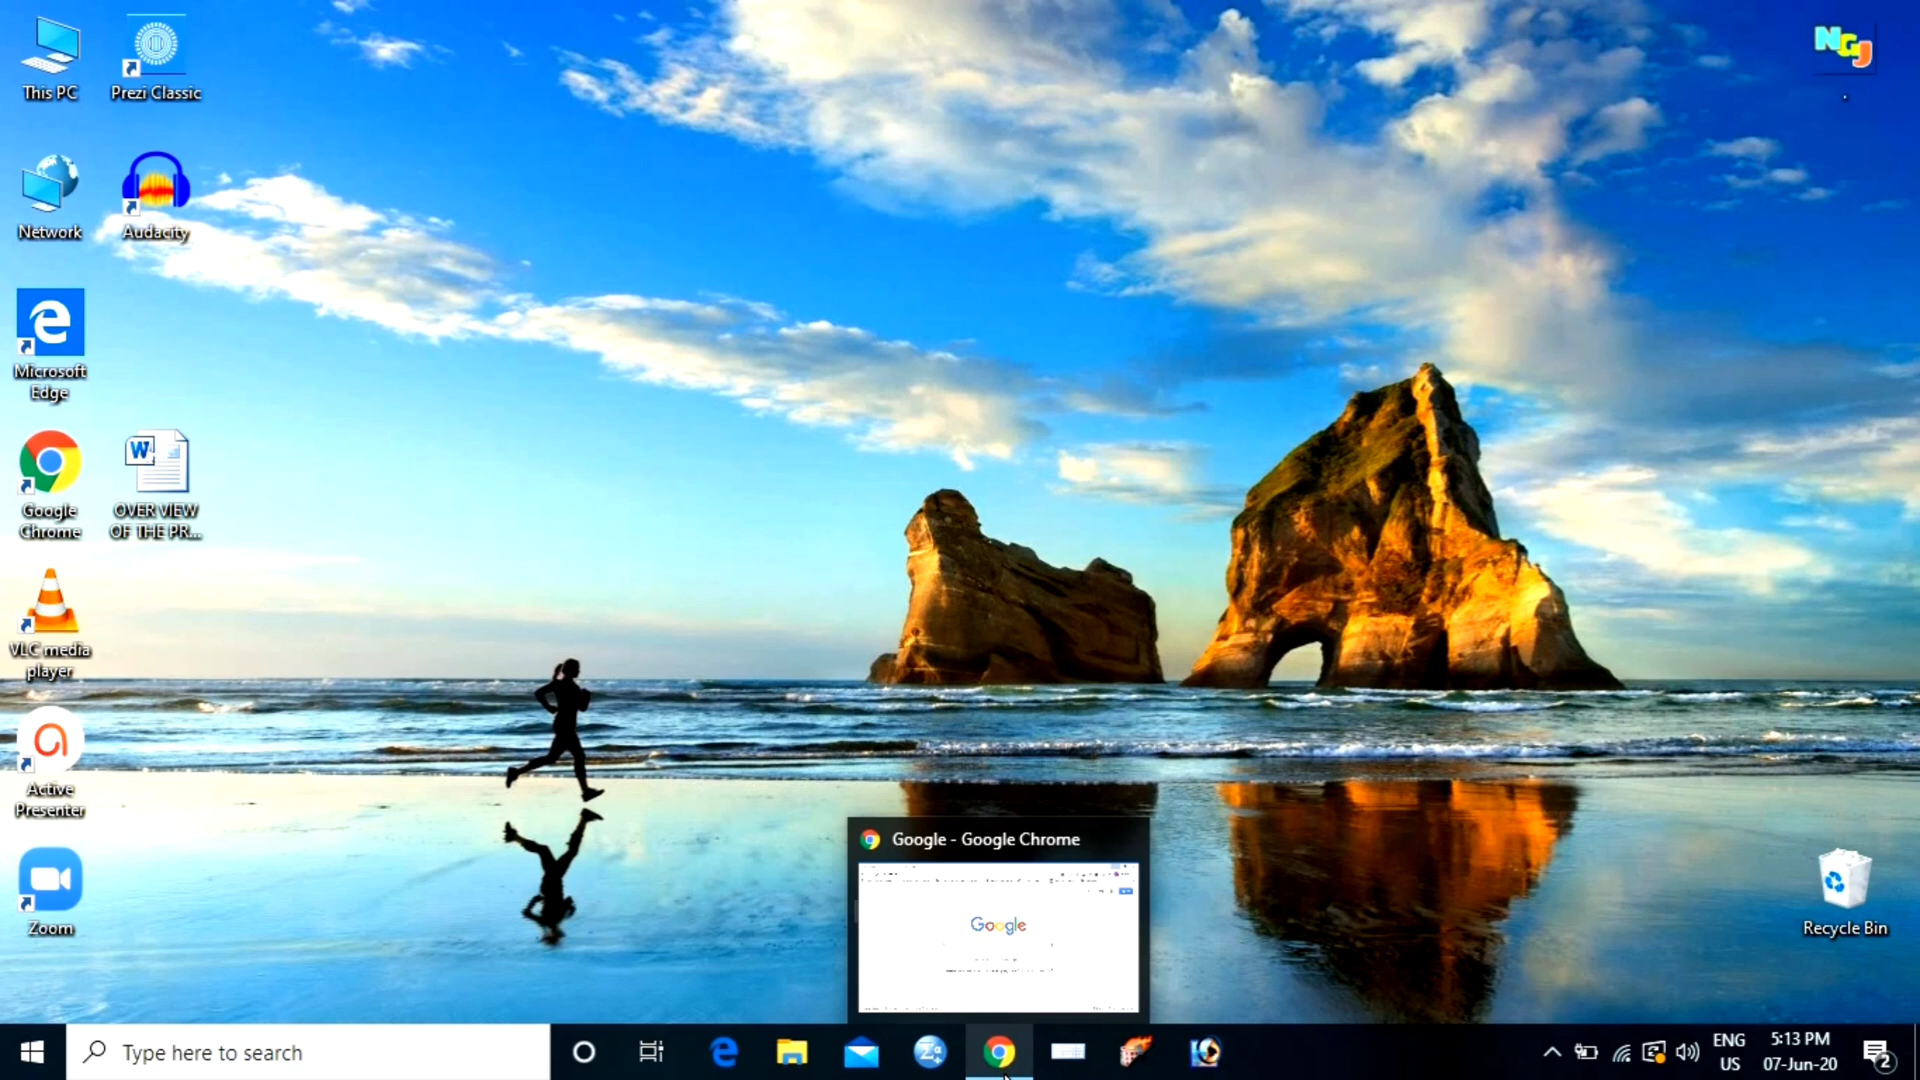 This PC
Prezi Classic
NGJ
.
Network
Audacity
Microsoft
Edge
Google
Chrome
OVER VIEW
OF THE PR...
VLC media
player
Active
Presenter
Zoom
Google - Google Chrome
Google
Recycle Bin
Type here to search
ENG
US
5:13 PM
07-Jun-20
2